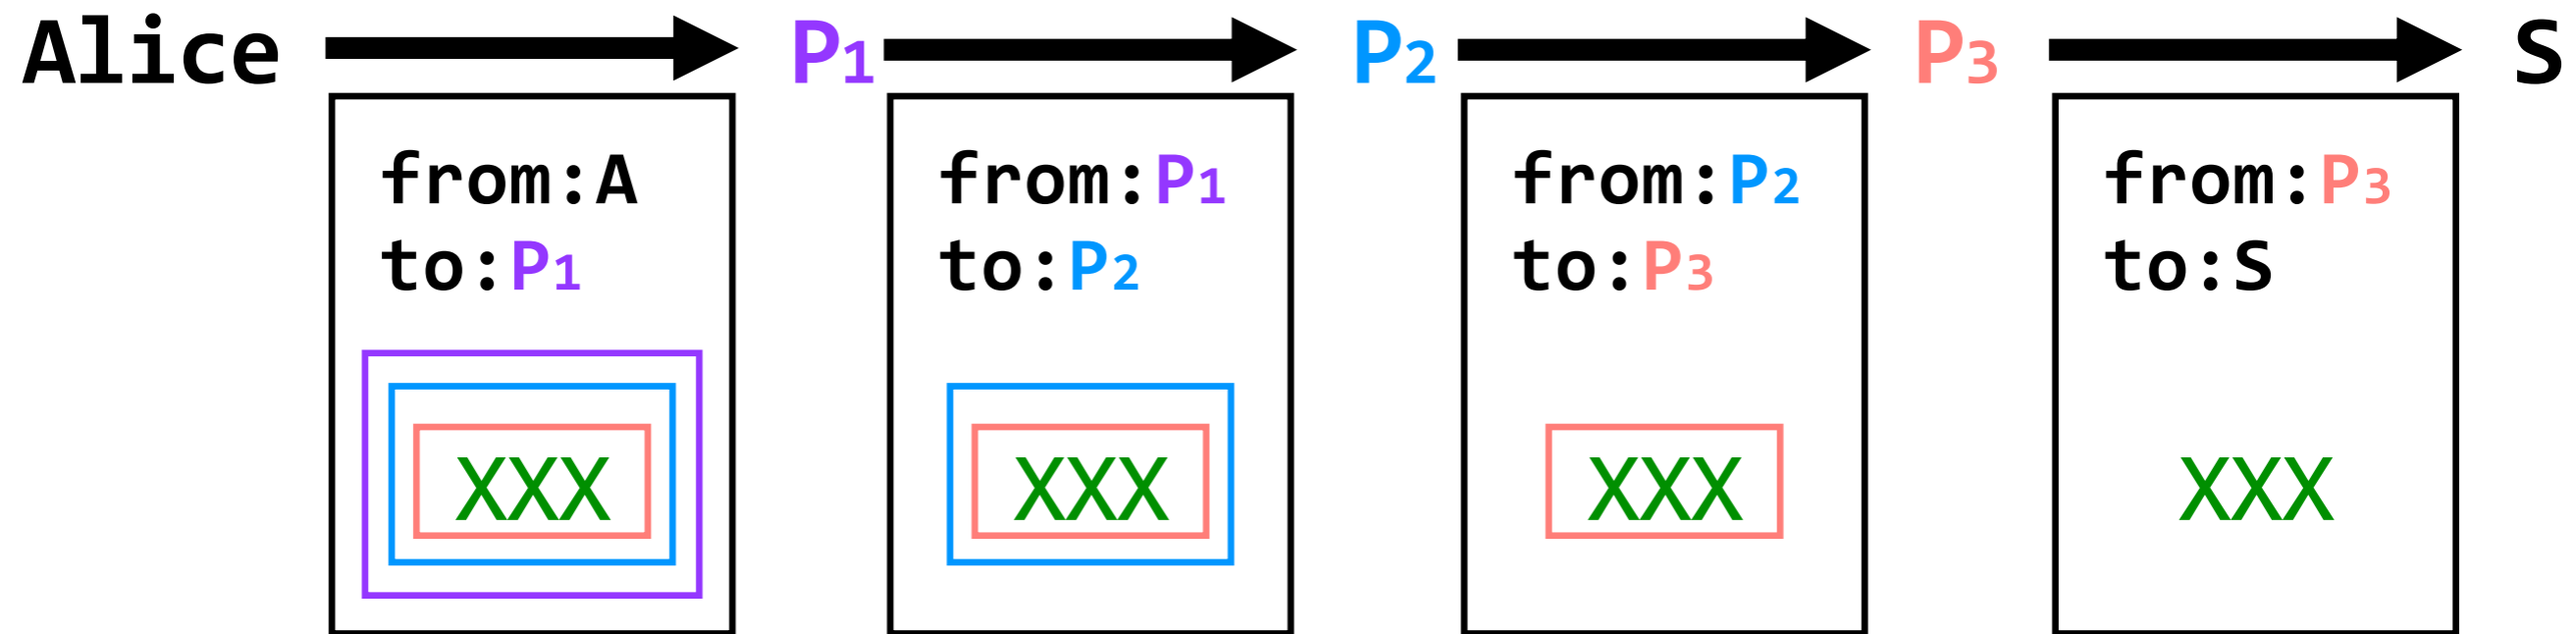 Alice P1 P2 P3 S
from:A
to:P1
XXX
from:P1
to:P2
XXX
from:P2
to:P3
XXX
from:P3
to:S
XXX